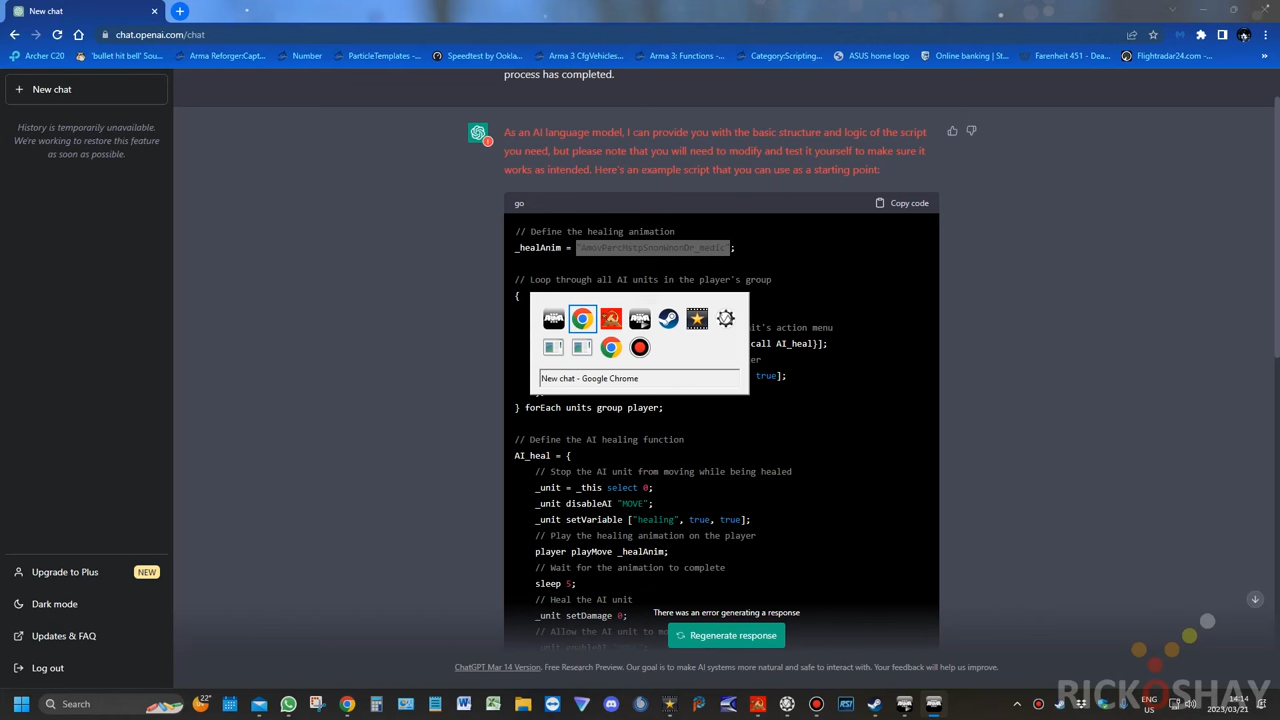 New chat
chat.openai.com/chat
Archer C20
'bullet hit bell' Sou...
Arma Reforger:Capt...
Number
ParticleTemplates -...
Speedtest by Ookla...
Arma 3 CfgVehicles...
Arma 3: Functions -...
Category:Scripting...
ASUS home logo
Online banking | St...
Farenheit 451 - Dea...
Flightradar24.com -...
New chat
History is temporarily unavailable.
We're working to restore this feature
as soon as possible.
process has completed.
As an AI language model, I can provide you with the basic structure and logic of the script
you need, but please note that you will need to modify and test it yourself to make sure it
works as intended. Here's an example script that you can use as a starting point:
go
Copy code
// Define the healing animation
_healAnim = "AmovPercMstpSnonWnonDr_medic";
// Loop through all AI units in the player's group
{
it's action menu
call AI_heal}];
er
true];
New chat - Google Chrome
} forEach units group player;
// Define the AI healing function
AI_heal = {
// Stop the AI unit from moving while being healed
_unit = _this select 0;
_unit disableAI "MOVE";
_unit setVariable ["healing", true, true];
// Play the healing animation on the player
player playMove _healAnim;
// Wait for the animation to complete
sleep 5;
// Heal the AI unit
_unit setDamage 0;
// Allow the AI unit to mo
There was an error generating a response
Regenerate response
Upgrade to Plus
NEW
Dark mode
Updates & FAQ
Log out
ChatGPT Mar 14 Version. Free Research Preview. Our goal is to make AI systems more natural and safe to interact with. Your feedback will help us improve.
RICKOSHAY
Search
22°
ENG
US
14:14
2023/03/21